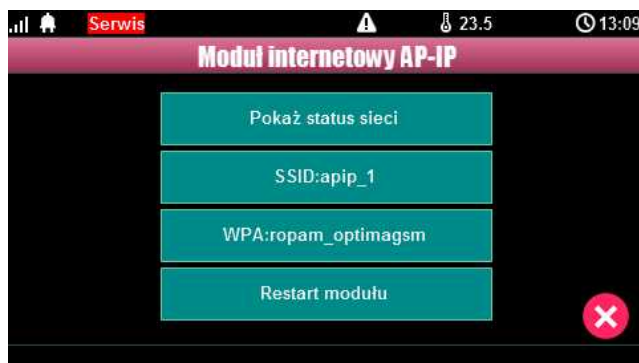 Serwis 23.5 13:09
Moduł internetowy AP-IP
Pokaż status sieci
SSID:apip_1
WPA:ropam_optimagsm
Restart modułu